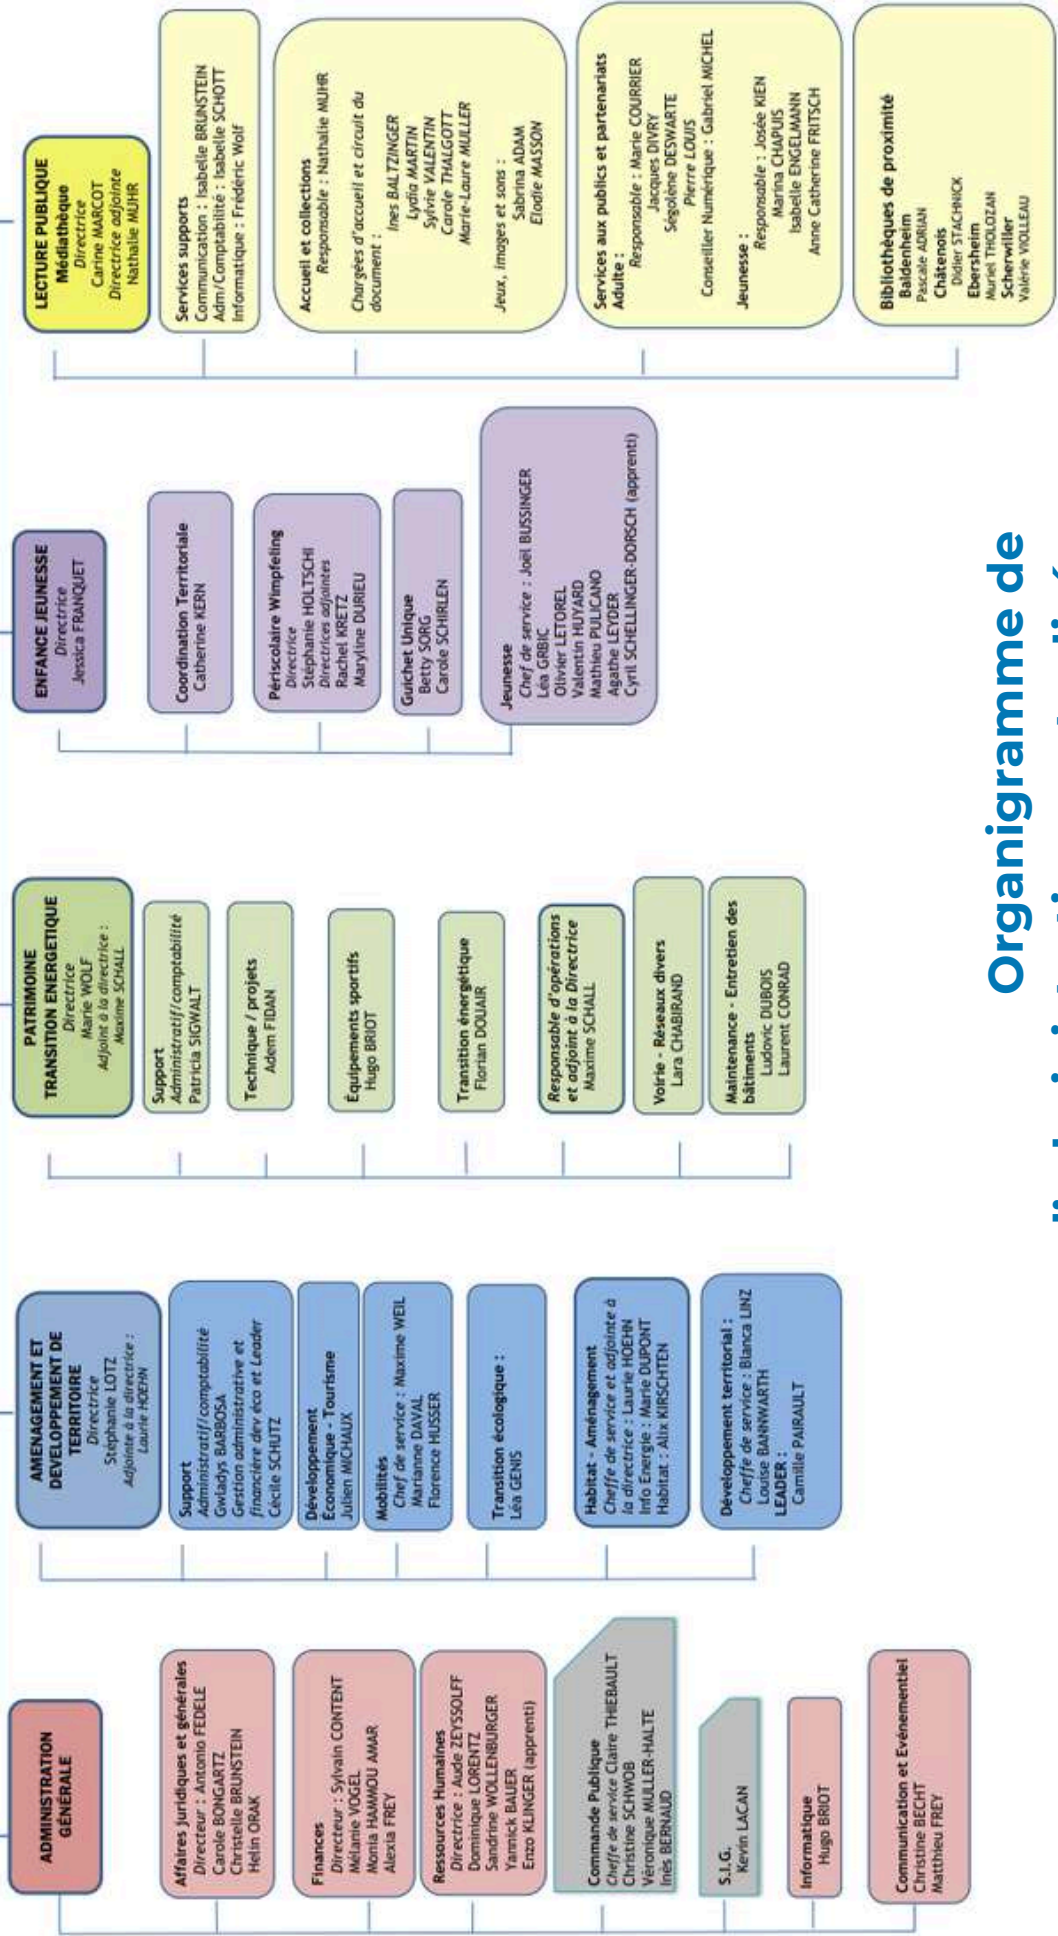 ADMINISTRATION
GÉNÉRALE
Affaires juridiques et générales
Directeur : Antonio FEDELE
Carole BONGARTZ
Christelle BRUNSTEIN
Helin ORAK
Finances
Directeur : Sylvain CONTENT
Mélanie VOGEL
Monia HAMMOU AMAR
Alexia FREY
Ressources Humaines
Directrice : Aude ZEYSSOLFF
Dominique LORENTZ
Sandrine WOLLENBURGER
Yannick BAUER
Enzo KLINGER (apprenti)
Commande Publique
Cheffe de service Claire THIEBAULT
Christine SCHWOB
Véronique MULLER-HALTE
Inès BERNAUD
S.I.G.
Kevin LACAN
Informatique
Hugo BRIOT
Communication et Evénementiel
Christine BECHT
Matthieu FREY
AMENAGEMENT ET
DEVELOPPEMENT DE
TERRITOIRE
Directrice
Stéphanie LOTZ
Adjointe à la directrice :
Laurie HOEHN
Support
Administratif/comptabilité
Gwladys BARBOSA
Gestion administrative et
financière dev éco et Leader
Cécile SCHUTZ
Développement
Économique - Tourisme
Julien MICHAUX
Mobilités
Chef de service : Maxime WEIL
Marianne DAVAL
Florence HUSSER
Transition écologique :
Léa GENIS
Habitat - Aménagement
Cheffe de service et adjointe à
la directrice : Laurie HOEHN
Info Energie : Marie DUPONT
Habitat : Alix KIRSCHTEN
Développement territorial :
Cheffe de service : Blanca LINZ
Louise BANNWARTH
LEADER :
Camille PAIRAULT
PATRIMOINE
TRANSITION ENERGETIQUE
Directrice
Marie WOLF
Adjoint à la directrice :
Maxime SCHALL
Support
Administratif/comptabilité
Patricia SIGWALT
Technique / projets
Adem FIDAN
Équipements sportifs
Hugo BRIOT
Transition énergétique
Florian DOUAIR
Responsable d'opérations
et adjoint à la Directrice
Maxime SCHALL
Voirie - Réseaux divers
Lara CHABIRAND
Maintenance - Entretien des
bâtiments
Ludovic DUBOIS
Laurent CONRAD
ENFANCE JEUNESSE
Directrice
Jessica FRANQUET
Coordination Territoriale
Catherine KERN
Périscolaire Wimpfeling
Directrice
Stéphanie HOLTSCHI
Directrices adjointes
Rachel KRETZ
Maryline DURIEU
Guichet Unique
Betty SORG
Carole SCHIRLEN
Jeunesse
Chef de service : Joël BUSSINGER
Léa GRBIC
Olivier LETOREL
Valentin HUYARD
Mathieu PULICANO
Agathe LEYDER
Cyril SCHELLINGER-DORSCH (apprenti)
LECTURE PUBLIQUE
Médiathèque
Directrice
Carine MARCOT
Directrice adjointe
Nathalie MUHR
Services supports
Communication : Isabelle BRUNSTEIN
Adm/Comptabilité : Isabelle SCHOTT
Informatique : Frédéric Wolf
Accueil et collections
Responsable : Nathalie MUHR
Chargées d'accueil et circuit du
document :
Ines BALTZINGER
Lydia MARTIN
Sylvie VALENTIN
Carole THALGOTT
Marie-Laure MULLER
Jeux, images et sons :
Sabrina ADAM
Elodie MASSON
Services aux publics et partenariats
Adulte :
Responsable : Marie COURRIER
Jacques DIVRY
Ségolène DESWARTE
Pierre LOUIS
Conseiller Numérique : Gabriel MICHEL
Jeunesse :
Responsable : Josée KIEN
Marina CHAPUIS
Isabelle ENGELMANN
Anne Catherine FRITSCH
Bibliothèques de proximité
Baldenheim
Pascale ADRIAN
Châtenois
Didier STACHNICK
Ebersheim
Muriel THOLOZAN
Scherwiller
Valérie VIOLLEAU
Organigramme de